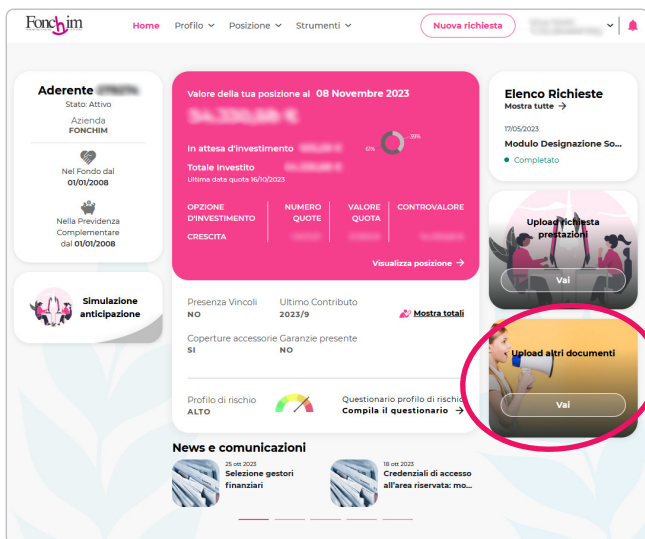 Fonchim
Home
Profilo
Posizione
Strumenti
Nuova richiesta
Aderente
Stato: Attivo
Azienda
FONCHIM
Nel Fondo dal
01/01/2008
Nella Previdenza
Complementare
dal 01/01/2008
Simulazione
anticipazione
Valore della tua posizione al 08 Novembre 2023
In attesa d'investimento
61%
39%
Totale Investito
Ultima data quota 16/10/2023
OPZIONE
D'INVESTIMENTO
NUMERO
QUOTE
VALORE
QUOTA
CONTROVALORE
CRESCITA
Visualizza posizione →
Presenza Vincoli
NO
Ultimo Contributo
2023/9
Mostra totali
Coperture accessorie
SI
Garanzie presente
NO
Profilo di rischio
ALTO
Questionario profilo di rischio
Compila il questionario →
News e comunicazioni
25 ott 2023
Selezione gestori
finanziari
18 ott 2023
Credenziali di accesso
all'area riservata: mo...
Elenco Richieste
Mostra tutte →
17/05/2023
Modulo Designazione So...
Completato
Upload richiesta
prestazioni
Vai
Upload altri documenti
Vai